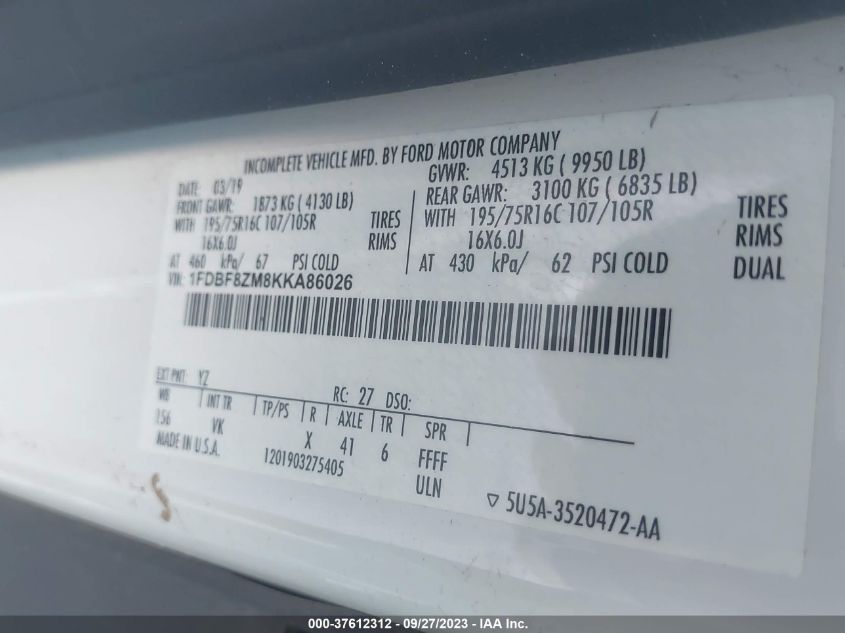 INCOMPLETE VEHICLE MFD. BY FORD MOTOR COMPANY
DATE: 03/19
GVWR: 4513 KG ( 9950 LB)
FRONT GAWR: 1873 KG ( 4130 LB)
REAR GAWR: 3100 KG ( 6835 LB)
WITH 195/75R16C 107/105R TIRES
WITH 195/75R16C 107/105R TIRES
16X6.0J RIMS
16X6.0J RIMS
AT 460 kPa/ 67 PSI COLD
AT 430 kPa/ 62 PSI COLD DUAL
VIN: 1FDBF8ZM8KKA86026
EXT PNT: YZ RC: 27 DSO:
WB INT TR TP/PS R AXLE TR SPR
156 VK X 41 6 FFFF
MADE IN U.S.A. 1201903275405 ULN
▽ 5U5A-3520472-AA
000-37612312 - 09/27/2023 - © IAA Inc.